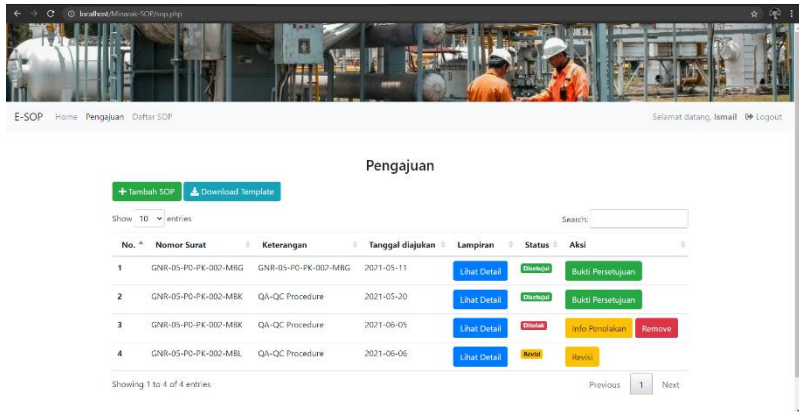 localhost/Minarak-SOP/sop.php
E-SOP Home Pengajuan Daftar SOP Selamat datang, Ismail Logout
Pengajuan
Tambah SOP Download Template
Show 10 entries Search:
No. Nomor Surat Keterangan Tanggal diajukan Lampiran Status Aksi
1 GNR-05-P0-PK-002-MBG GNR-05-P0-PK-002-MBG 2021-05-11 Lihat Detail Disetujui Bukti Persetujuan
2 GNR-05-P0-PK-002-MBK QA-QC Procedure 2021-05-20 Lihat Detail Disetujui Bukti Persetujuan
3 GNR-05-P0-PK-002-MBK QA-QC Procedure 2021-06-05 Lihat Detail Ditolak Info Penolakan Remove
4 GNR-05-P0-PK-002-MBL QA-QC Procedure 2021-06-06 Lihat Detail Revisi Revisi
Showing 1 to 4 of 4 entries Previous 1 Next